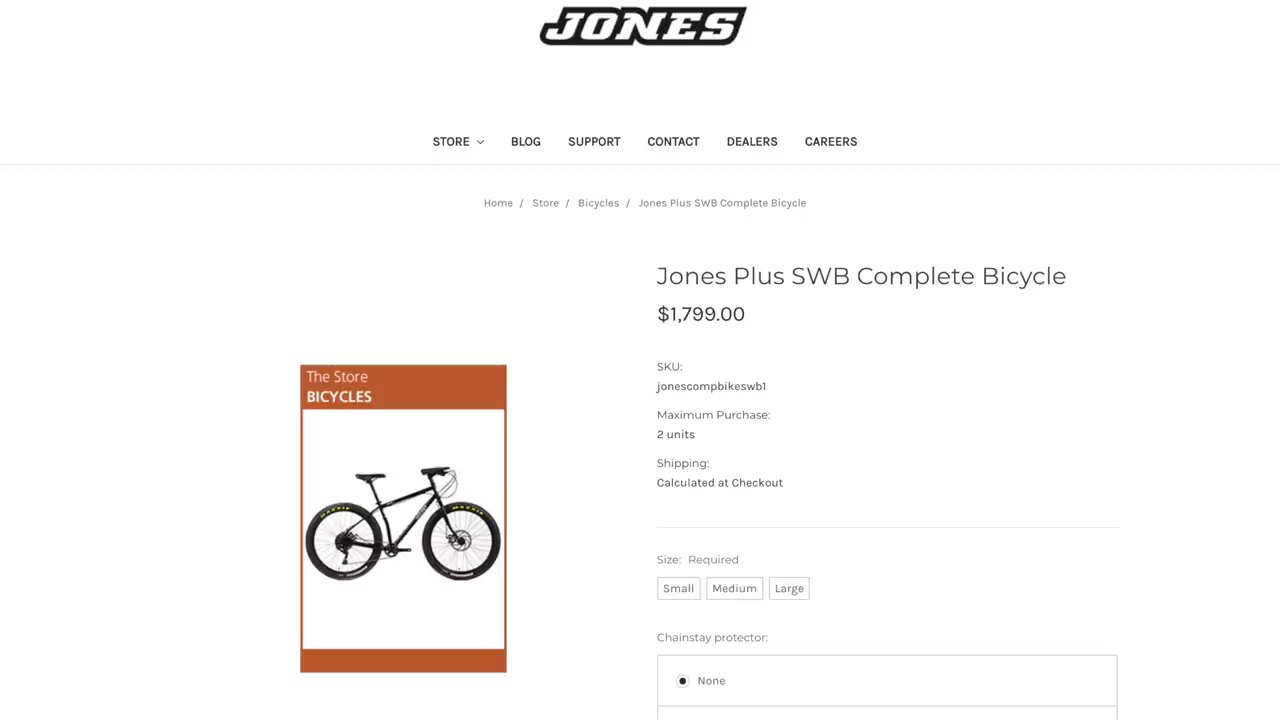 JONES
STORE BLOG SUPPORT CONTACT DEALERS CAREERS
Home / Store / Bicycles / Jones Plus SWB Complete Bicycle
Jones Plus SWB Complete Bicycle
$1,799.00
SKU:
jonescompbikeswb1
Maximum Purchase:
2 units
Shipping:
Calculated at Checkout
Size: Required
Small Medium Large
Chainstay protector:
None
The Store
BICYCLES
MAXXIS
MAXXIS